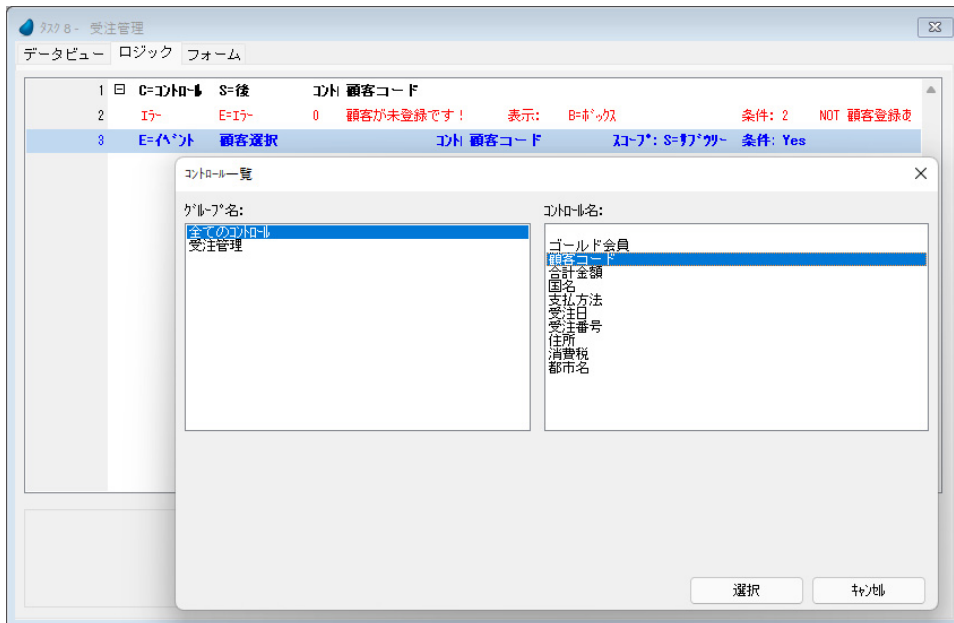 タスク 8 - 受注管理
データビュー ロジック フォーム
1 C=コントロール S=後 コントロ 顧客コード
2 エラー E=エラー 0 顧客が未登録です! 表示: B=ボックス 条件: 2 NOT 顧客登録あ
3 E=イベント 顧客選択 コントロ 顧客コード スコープ: S=サブツリー 条件: Yes
コントロール一覧
グループ名: コントロール名:
全てのコントロール
受注管理
ゴールド会員
顧客コード
合計金額
国名
支払方法
受注日
受注番号
住所
消費税
都市名
選択 キャンセル